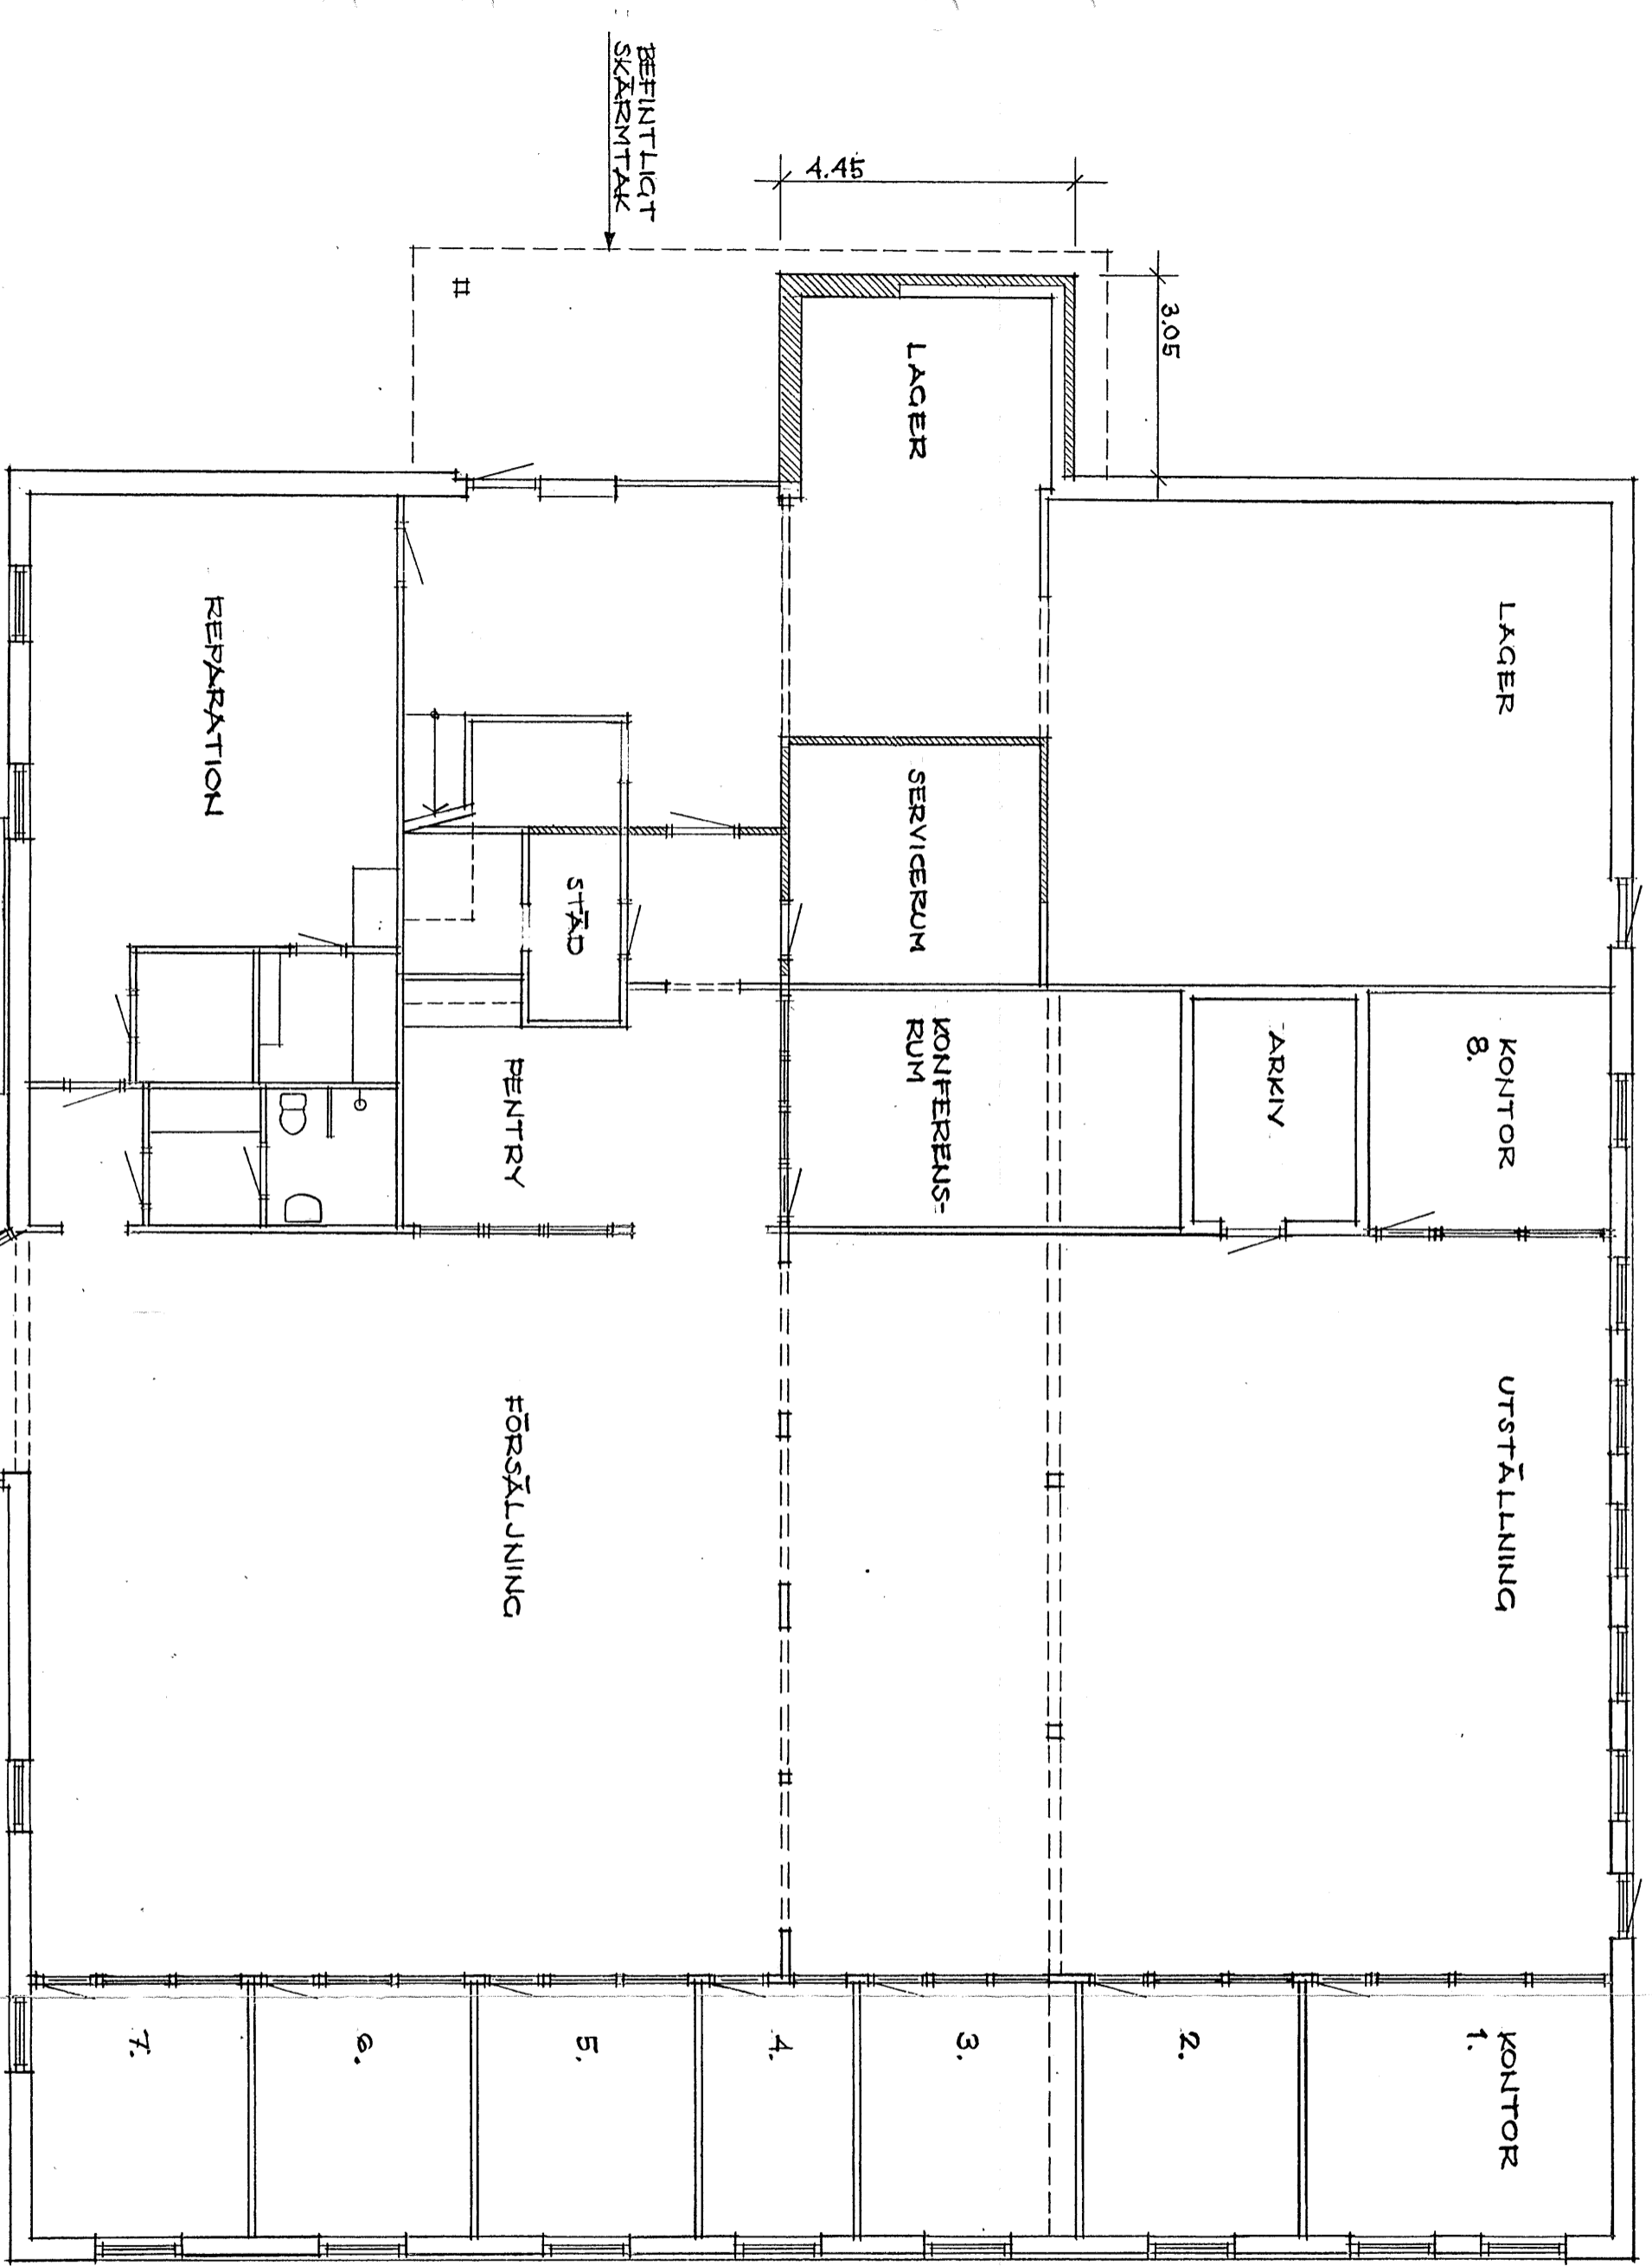 BEFINTLIGT
SKÄRMTAK
4.45
3.05
LAGER
LAGER
REPARATION
SERVICERUM
STÄD
KONFERENS-
RUM
ARKIV
KONTOR
8.
PENTRY
FÖRSÄLJNING
UTSTÄLLNING
KONTOR
1.
2.
3.
4.
5.
6.
7.